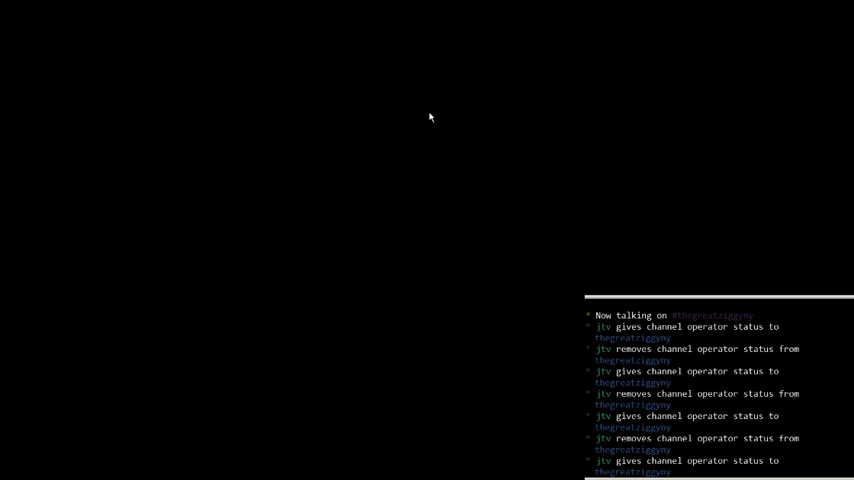 * Now talking on #thegreatziggyny
* jtv gives channel operator status to
thegreatziggyny
* jtv removes channel operator status from
thegreatziggyny
* jtv gives channel operator status to
thegreatziggyny
* jtv removes channel operator status from
thegreatziggyny
* jtv gives channel operator status to
thegreatziggyny
* jtv removes channel operator status from
thegreatziggyny
* jtv gives channel operator status to
thegreatziggyny